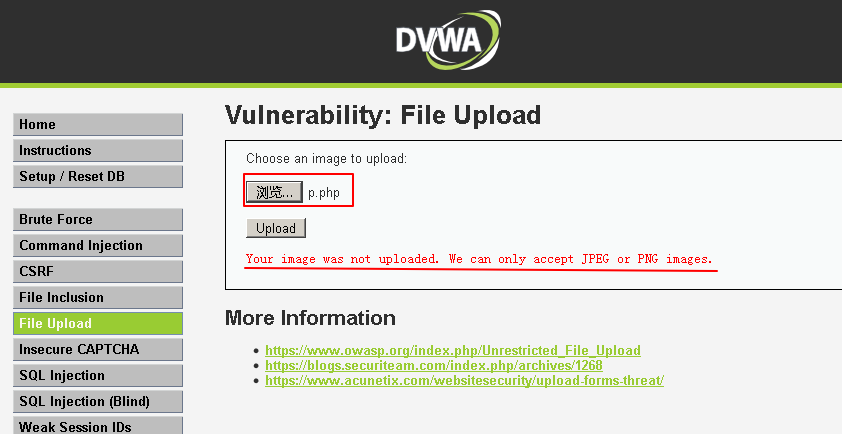 DVWA
Home
Instructions
Setup / Reset DB
Brute Force
Command Injection
CSRF
File Inclusion
File Upload
Insecure CAPTCHA
SQL Injection
SQL Injection (Blind)
Weak Session IDs
Vulnerability: File Upload
Choose an image to upload:
浏览... p.php
Upload
Your image was not uploaded. We can only accept JPEG or PNG images.
More Information
https://www.owasp.org/index.php/Unrestricted_File_Upload
https://blogs.securiteam.com/index.php/archives/1268
https://www.acunetix.com/websitesecurity/upload-forms-threat/